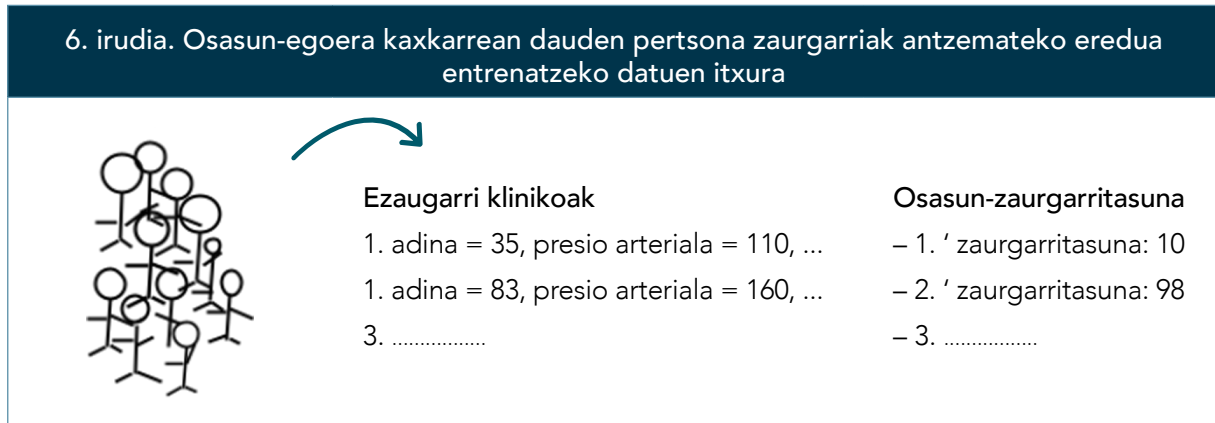 6. irudia. Osasun-egoera kaxkarrean dauden pertsona zaurgarriak antzemateko eredua
entrenatzeko datuen itxura
Ezaugarri klinikoak
1. adina = 35, presio arteriala = 110, ...
1. adina = 83, presio arteriala = 160, ...
3. ................
Osasun-zaurgarritasuna
– 1. ‘ zaurgarritasuna: 10
– 2. ‘ zaurgarritasuna: 98
– 3. ................